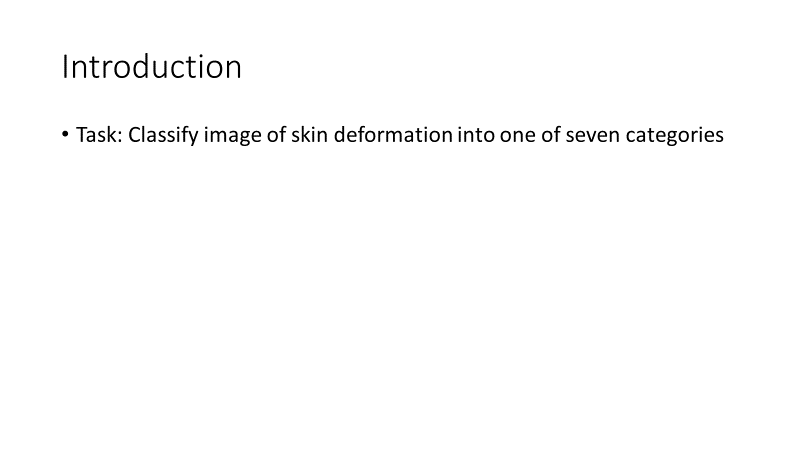 Introduction
• Task: Classify image of skin deformation into one of seven categories